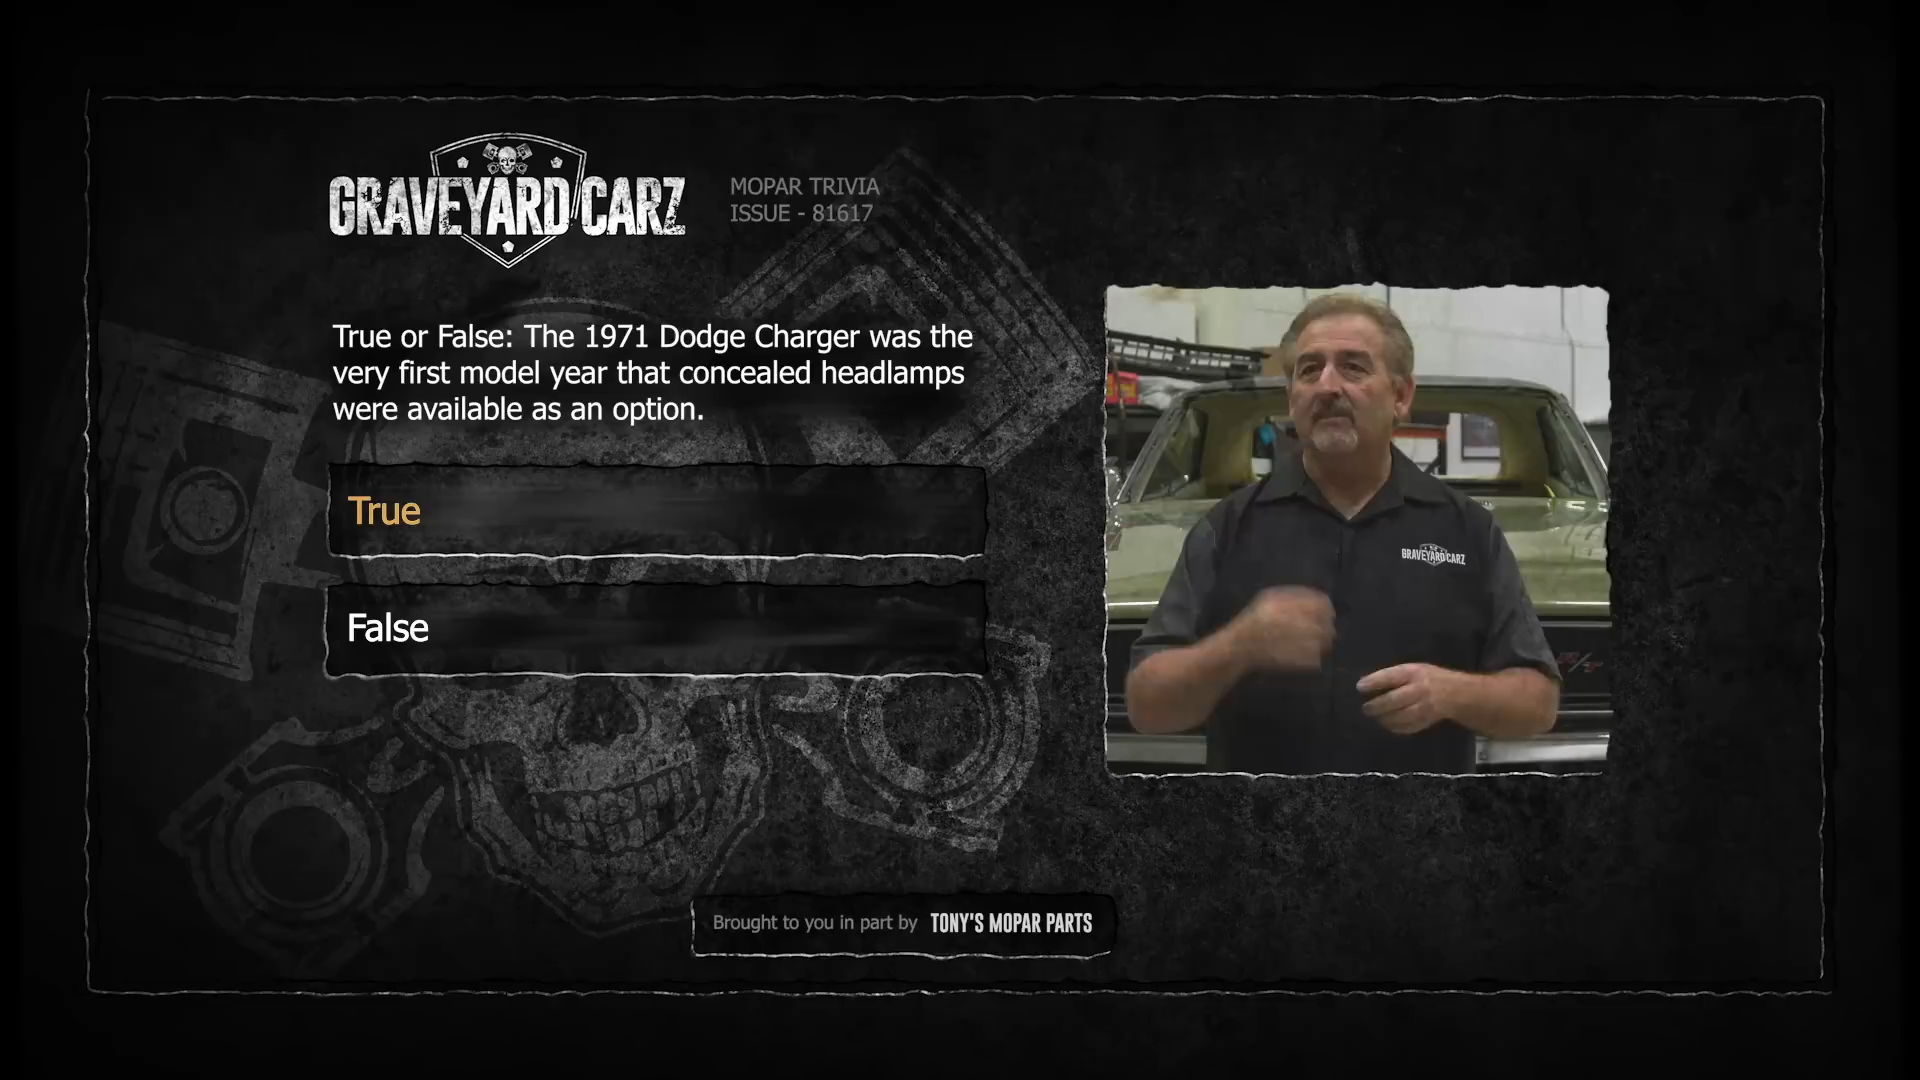 GRAVEYARD CARZ
MOPAR TRIVIA
ISSUE - 81617
True or False: The 1971 Dodge Charger was the
very first model year that concealed headlamps
were available as an option.
True
False
GRAVEYARD CARZ
R/T
Brought to you in part by TONY'S MOPAR PARTS